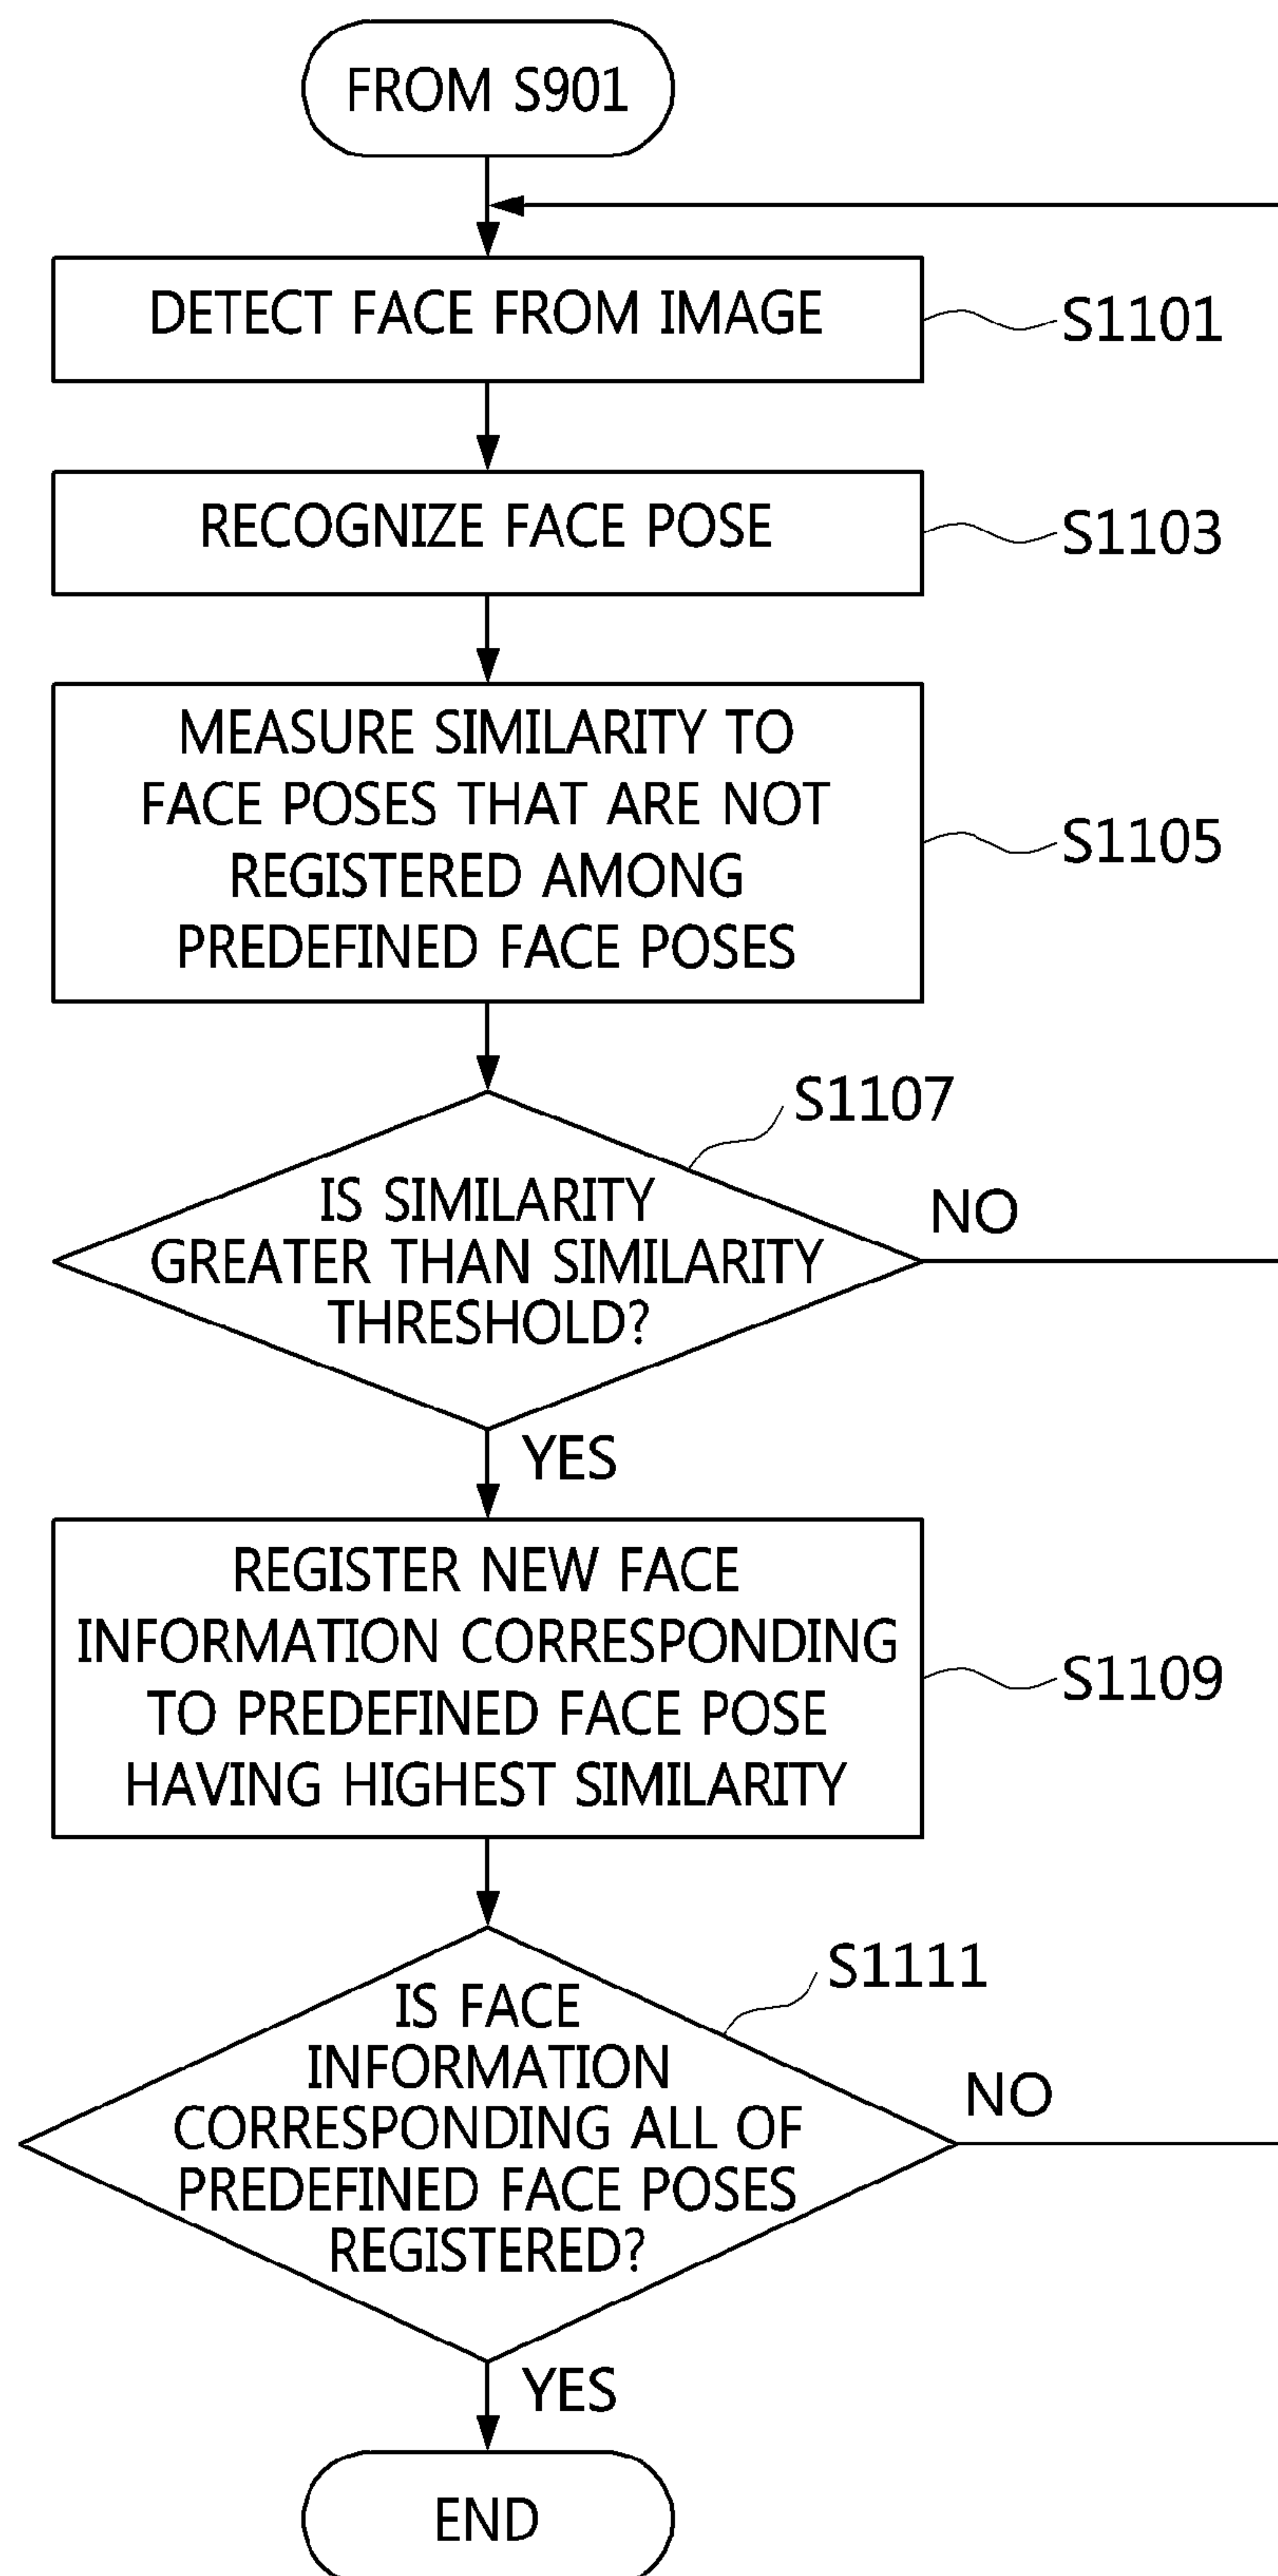 FROM S901
DETECT FACE FROM IMAGE
S1101
RECOGNIZE FACE POSE
S1103
MEASURE SIMILARITY TO
FACE POSES THAT ARE NOT
REGISTERED AMONG
PREDEFINED FACE POSES
S1105
S1107
IS SIMILARITY
GREATER THAN SIMILARITY
THRESHOLD?
NO
YES
REGISTER NEW FACE
INFORMATION CORRESPONDING
TO PREDEFINED FACE POSE
HAVING HIGHEST SIMILARITY
S1109
S1111
IS FACE
INFORMATION
CORRESPONDING ALL OF
PREDEFINED FACE POSES
REGISTERED?
NO
YES
END